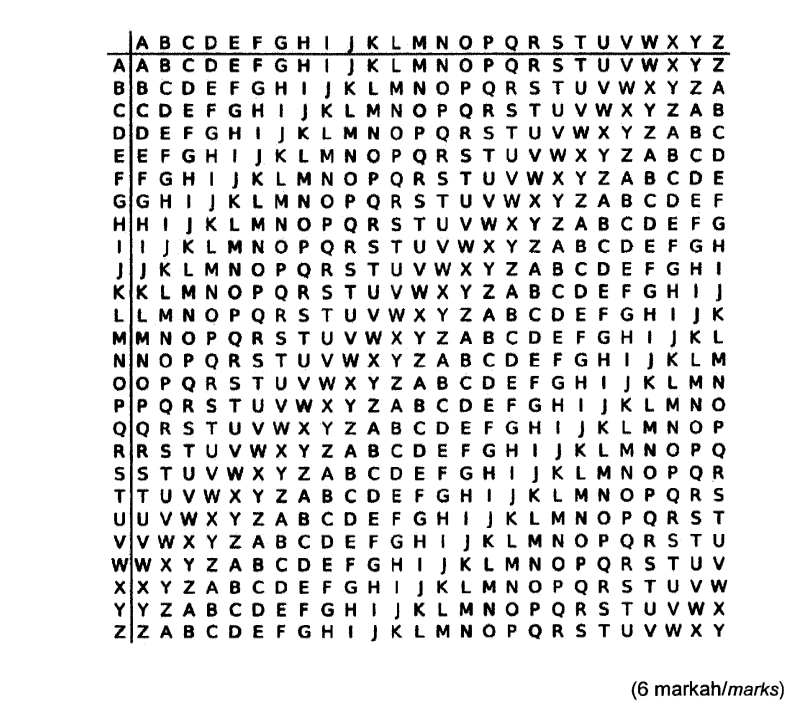 A B C D E F G H I J K L M N O P Q R S T U V W X Y Z
A A B C D E F G H I J K L M N O P Q R S T U V W X Y Z
B B C D E F G H I J K L M N O P Q R S T U V W X Y Z A
C C D E F G H I J K L M N O P Q R S T U V W X Y Z A B
D D E F G H I J K L M N O P Q R S T U V W X Y Z A B C
E E F G H I J K L M N O P Q R S T U V W X Y Z A B C D
F F G H I J K L M N O P Q R S T U V W X Y Z A B C D E
G G H I J K L M N O P Q R S T U V W X Y Z A B C D E F
H H I J K L M N O P Q R S T U V W X Y Z A B C D E F G
I I J K L M N O P Q R S T U V W X Y Z A B C D E F G H
J J K L M N O P Q R S T U V W X Y Z A B C D E F G H I
K K L M N O P Q R S T U V W X Y Z A B C D E F G H I J
L L M N O P Q R S T U V W X Y Z A B C D E F G H I J K
M M N O P Q R S T U V W X Y Z A B C D E F G H I J K L
N N O P Q R S T U V W X Y Z A B C D E F G H I J K L M
O O P Q R S T U V W X Y Z A B C D E F G H I J K L M N
P P Q R S T U V W X Y Z A B C D E F G H I J K L M N O
Q Q R S T U V W X Y Z A B C D E F G H I J K L M N O P
R R S T U V W X Y Z A B C D E F G H I J K L M N O P Q
S S T U V W X Y Z A B C D E F G H I J K L M N O P Q R
T T U V W X Y Z A B C D E F G H I J K L M N O P Q R S
U U V W X Y Z A B C D E F G H I J K L M N O P Q R S T
V V W X Y Z A B C D E F G H I J K L M N O P Q R S T U
W W X Y Z A B C D E F G H I J K L M N O P Q R S T U V
X X Y Z A B C D E F G H I J K L M N O P Q R S T U V W
Y Y Z A B C D E F G H I J K L M N O P Q R S T U V W X
Z Z A B C D E F G H I J K L M N O P Q R S T U V W X Y
(6 markah/marks)